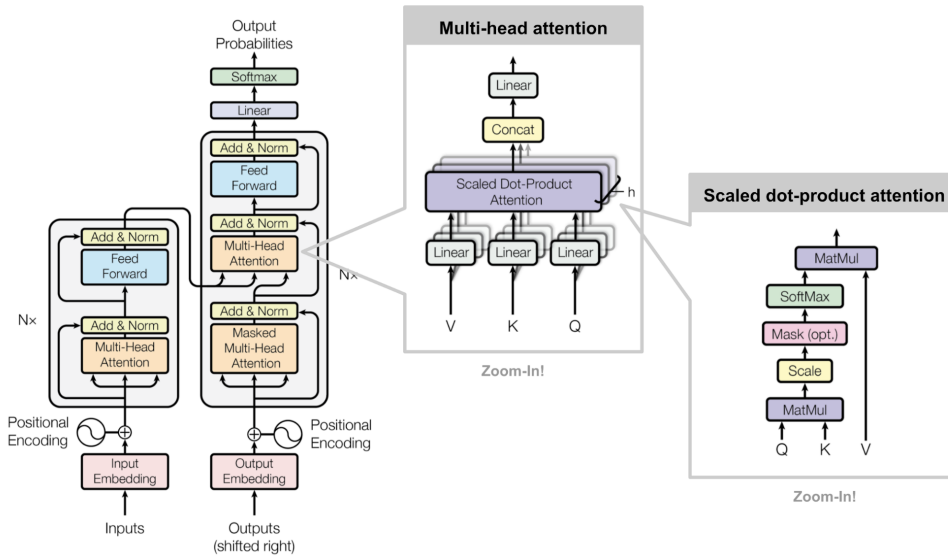 Output
Probabilities
Softmax
Linear
Add & Norm
Feed
Forward
Add & Norm
Multi-Head
Attention
Nx
Add & Norm
Masked
Multi-Head
Attention
Positional
Encoding
Output
Embedding
Outputs
(shifted right)
Add & Norm
Feed
Forward
Nx
Add & Norm
Multi-Head
Attention
Positional
Encoding
Input
Embedding
Inputs
Multi-head attention
Linear
Concat
Scaled Dot-Product
Attention
h
Linear
Linear
Linear
V
K
Q
Zoom-In!
Scaled dot-product attention
MatMul
SoftMax
Mask (opt.)
Scale
MatMul
Q
K
V
Zoom-In!